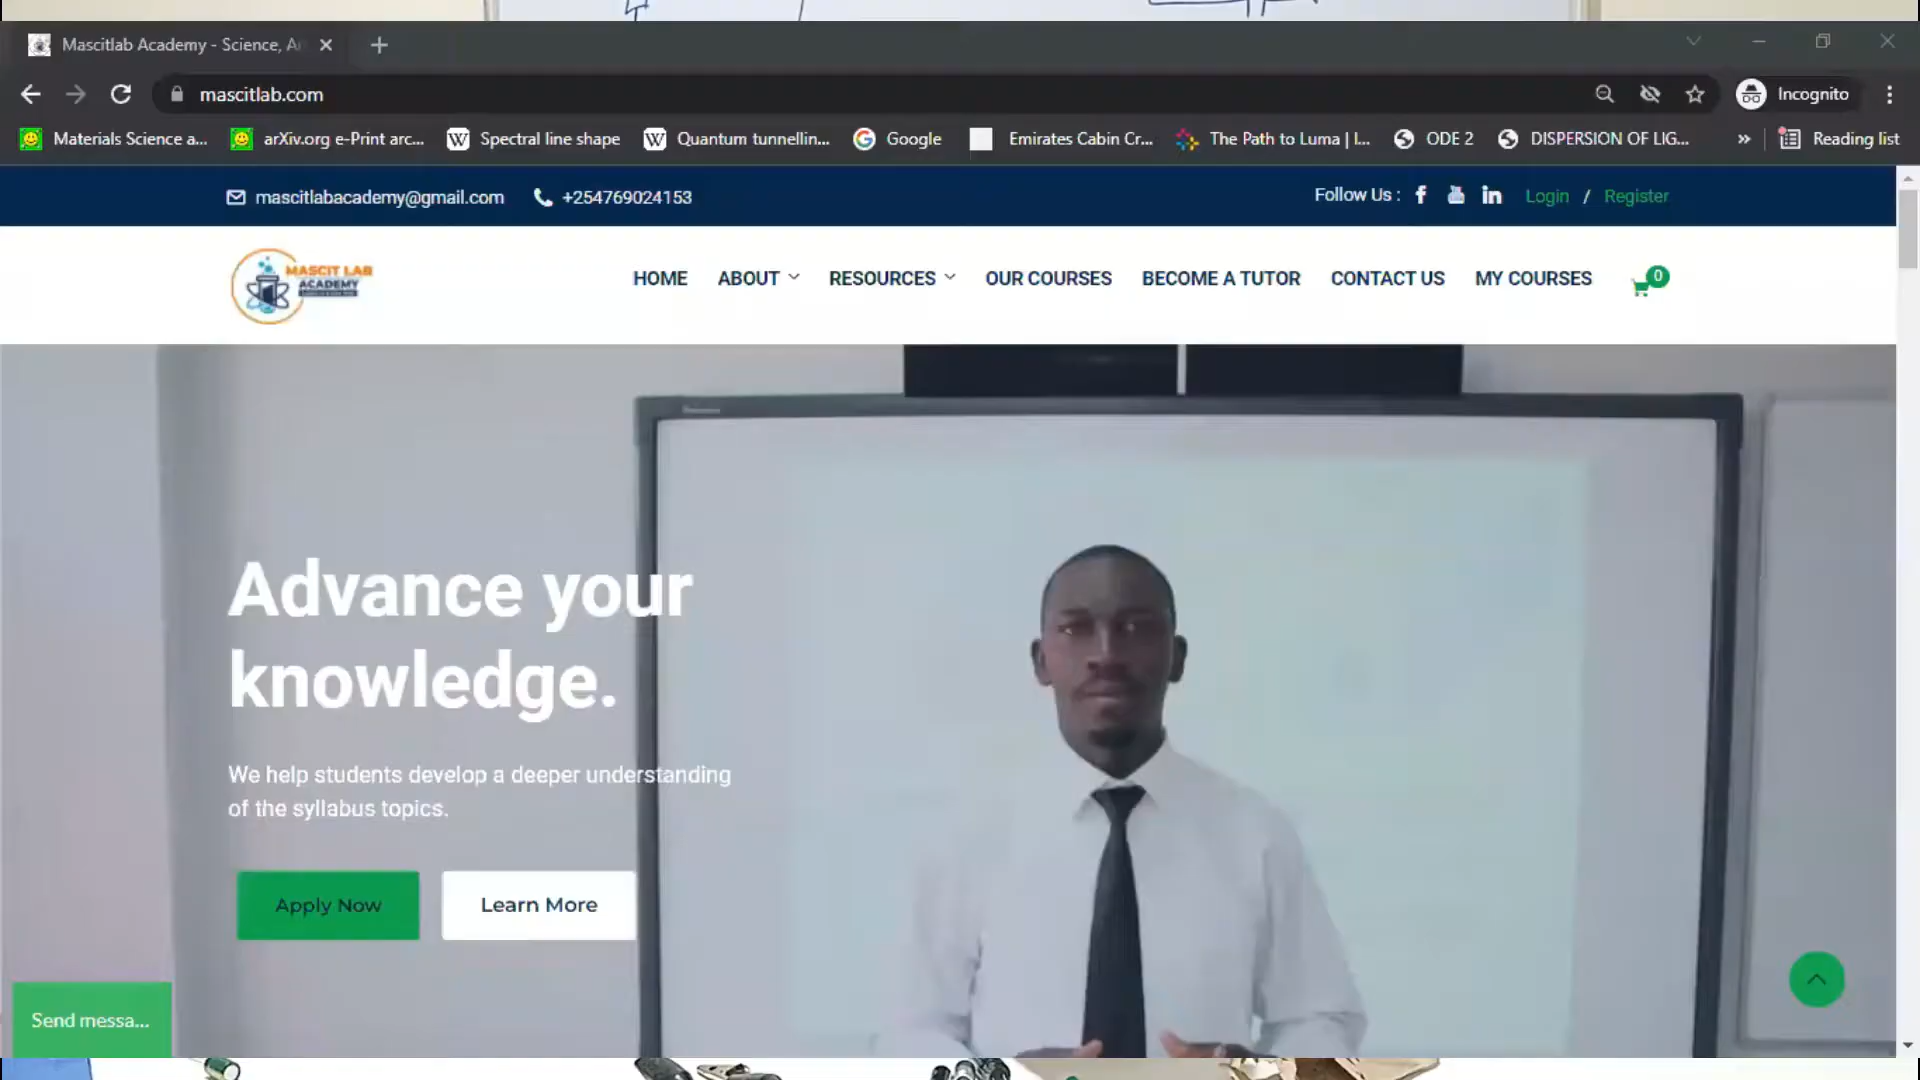 Mascitlab Academy - Science, A
mascitlab.com
Incognito
Materials Science a...
arXiv.org e-Print arc...
Spectral line shape
Quantum tunnellin...
Google
Emirates Cabin Cr...
The Path to Luma | I...
ODE 2
DISPERSION OF LIG...
»
Reading list
mascitlabacademy@gmail.com
+254769024153
Follow Us :
Login / Register
MASCIT LAB
ACADEMY
HOME
ABOUT
RESOURCES
OUR COURSES
BECOME A TUTOR
CONTACT US
MY COURSES
0
Advance your
knowledge.
We help students develop a deeper understanding
of the syllabus topics.
Apply Now
Learn More
Send messa...